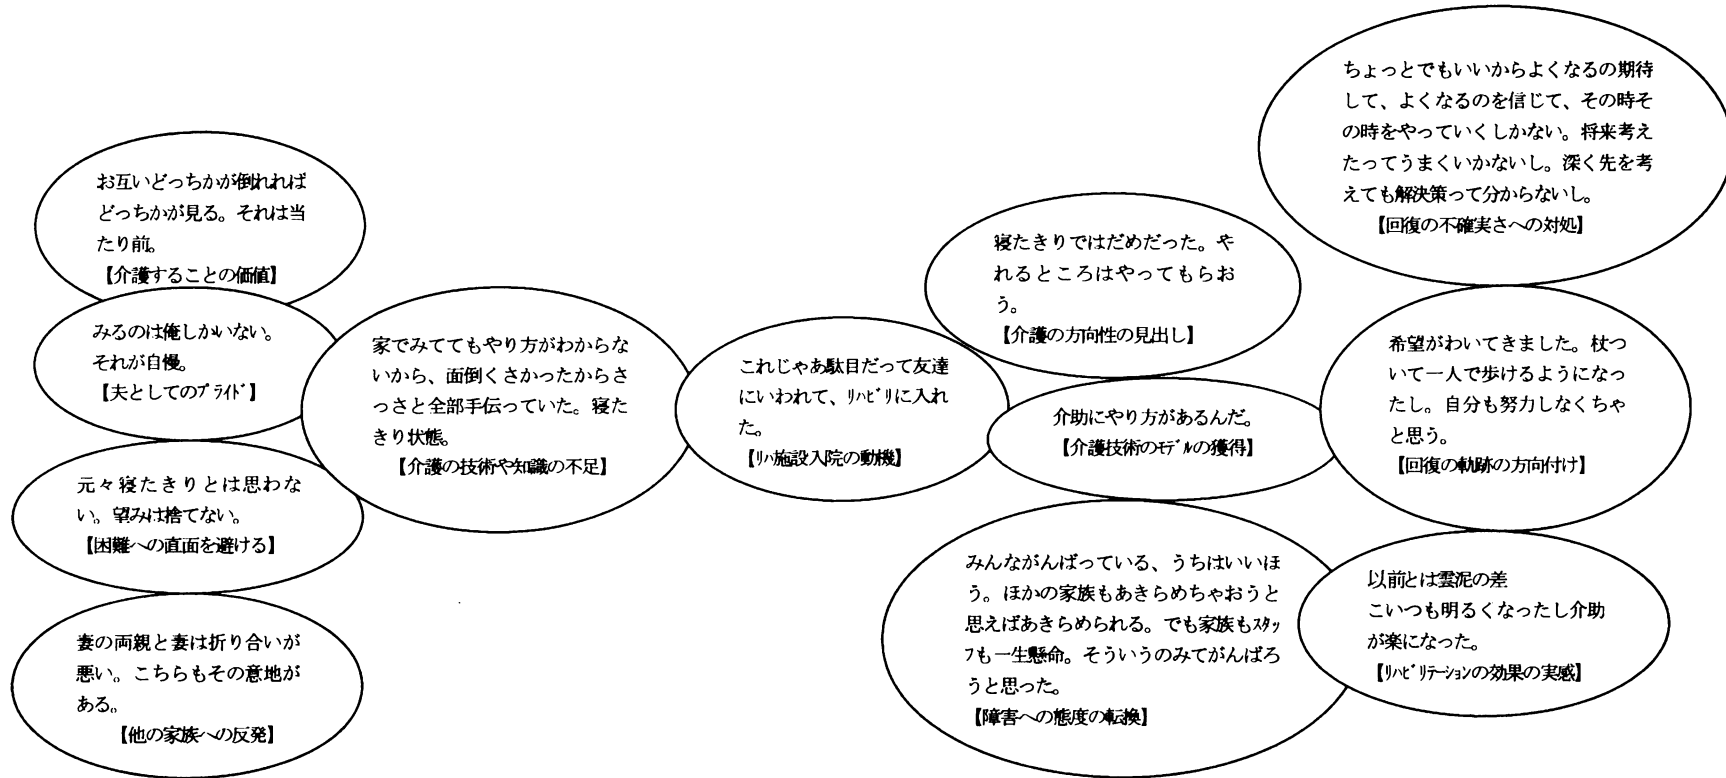 お互いどっちかが倒れれば
どっちかが見る。それは当
たり前。
【介護することの価値】
みるのは俺しかいない。
それが自慢。
【夫としてのﾌﾟﾗｲﾄﾞ】
元々寝たきりとは思わな
い。望みは捨てない。
【困難への直面を避ける】
妻の両親と妻は折り合いが
悪い。こちらもその意地が
ある。
【他の家族への反発】
家でみててもやり方がわからな
いから、面倒くさかったからさ
っさと全部手伝っていた。寝た
きり状態。
【介護の技術や知識の不足】
これじゃあ駄目だって友達
にいわれて、ﾘﾊﾋﾞﾘに入れ
た。
【ﾘﾊ施設入院の動機】
寝たきりではだめだった。や
れるところはやってもらお
う。
【介護の方向性の見出し】
介助にやり方があるんだ。
【介護技術のﾓﾃﾞﾙの獲得】
みんながんばっている、うちはいいほ
う。ほかの家族もあきらめちゃおうと
思えばあきらめられる。でも家族もｽﾀｯ
ﾌも一生懸命。そういうのみてがんばろ
うと思った。
【障害への態度の転換】
ちょっとでもいいからよくなるの期待
して、よくなるのを信じて、その時そ
の時をやっていくしかない。将来考え
たってうまくいかないし。深く先を考
えても解決策って分からないし。
【回復の不確実さへの対処】
希望がわいてきました。杖つ
いて一人で歩けるようになっ
たし。自分も努力しなくちゃ
と思う。
【回復の軌跡の方向付け】
以前とは雲泥の差
こいつも明るくなったし介助
が楽になった。
【ﾘﾊﾋﾞﾘﾃｰｼｮﾝの効果の実感】